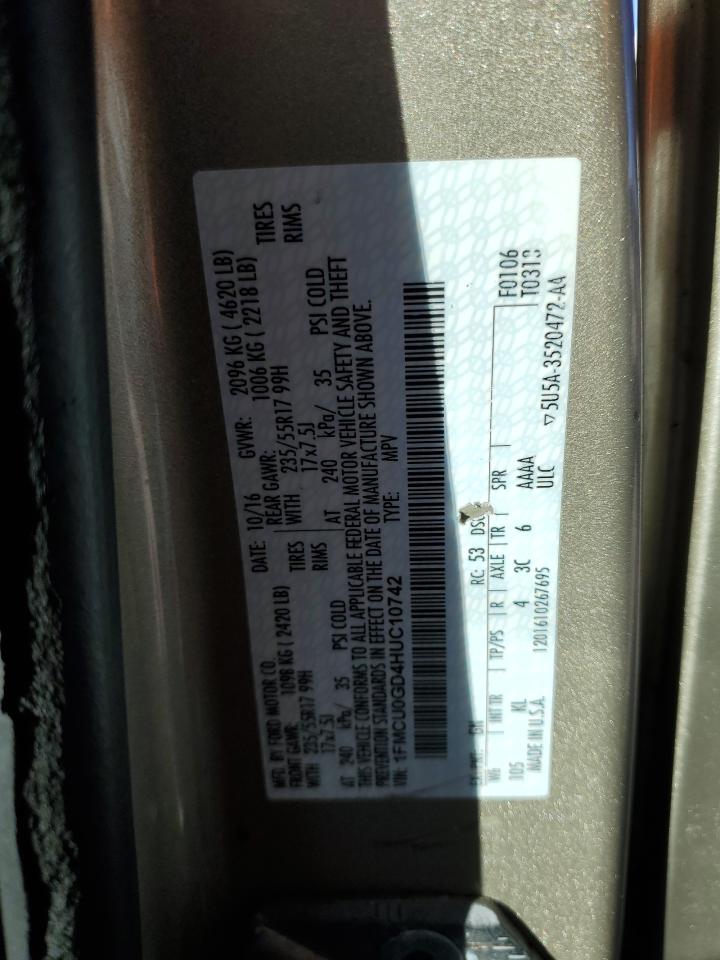 MFD. BY FORD MOTOR CO.
DATE: 10/16 GVWR: 2096 KG ( 4620 LB)
FRONT GAWR: 1098 KG ( 2420 LB)
REAR GAWR: 1006 KG ( 2218 LB)
WITH 235/55R17 99H TIRES
WITH 235/55R17 99H TIRES
17x7.5J RIMS
17x7.5J RIMS
AT 240 kPa/ 35 PSI COLD
AT 240 kPa/ 35 PSI COLD
THIS VEHICLE CONFORMS TO ALL APPLICABLE FEDERAL MOTOR VEHICLE SAFETY AND THEFT
PREVENTION STANDARDS IN EFFECT ON THE DATE OF MANUFACTURE SHOWN ABOVE.
VIN: 1FMCU0GD4HUC10742
TYPE: MPV
EXT PNT: BN RC: 53
WB INT TR TP/PS R AXLE TR SPR
F0106
105 KL 4 3C 6 AAAA
MADE IN U.S.A. 1201610267695 ULC
▽5U5A-3520472-AA